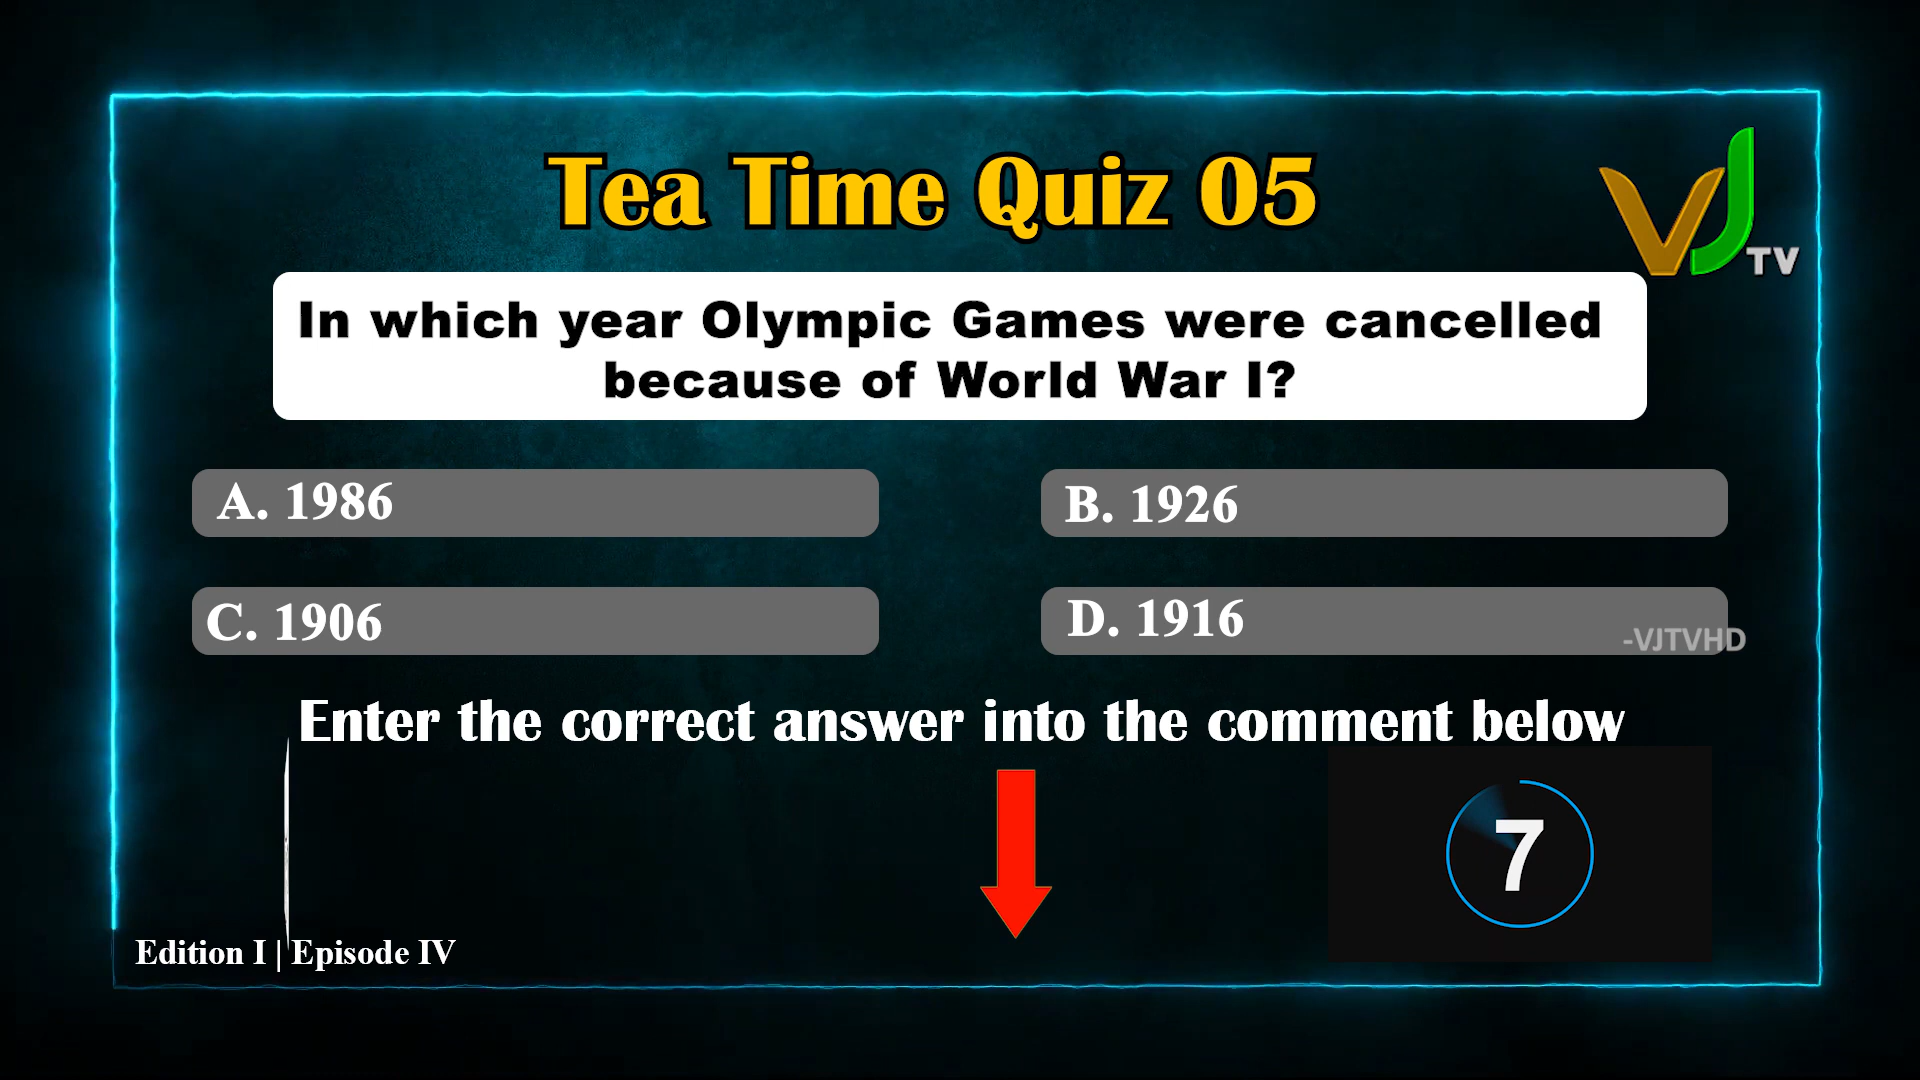 Tea Time Quiz 05
VJ TV
In which year Olympic Games were cancelled
because of World War I?
A. 1986
B. 1926
C. 1906
D. 1916
-VJTVHD
Enter the correct answer into the comment below
7
Edition I | Episode IV